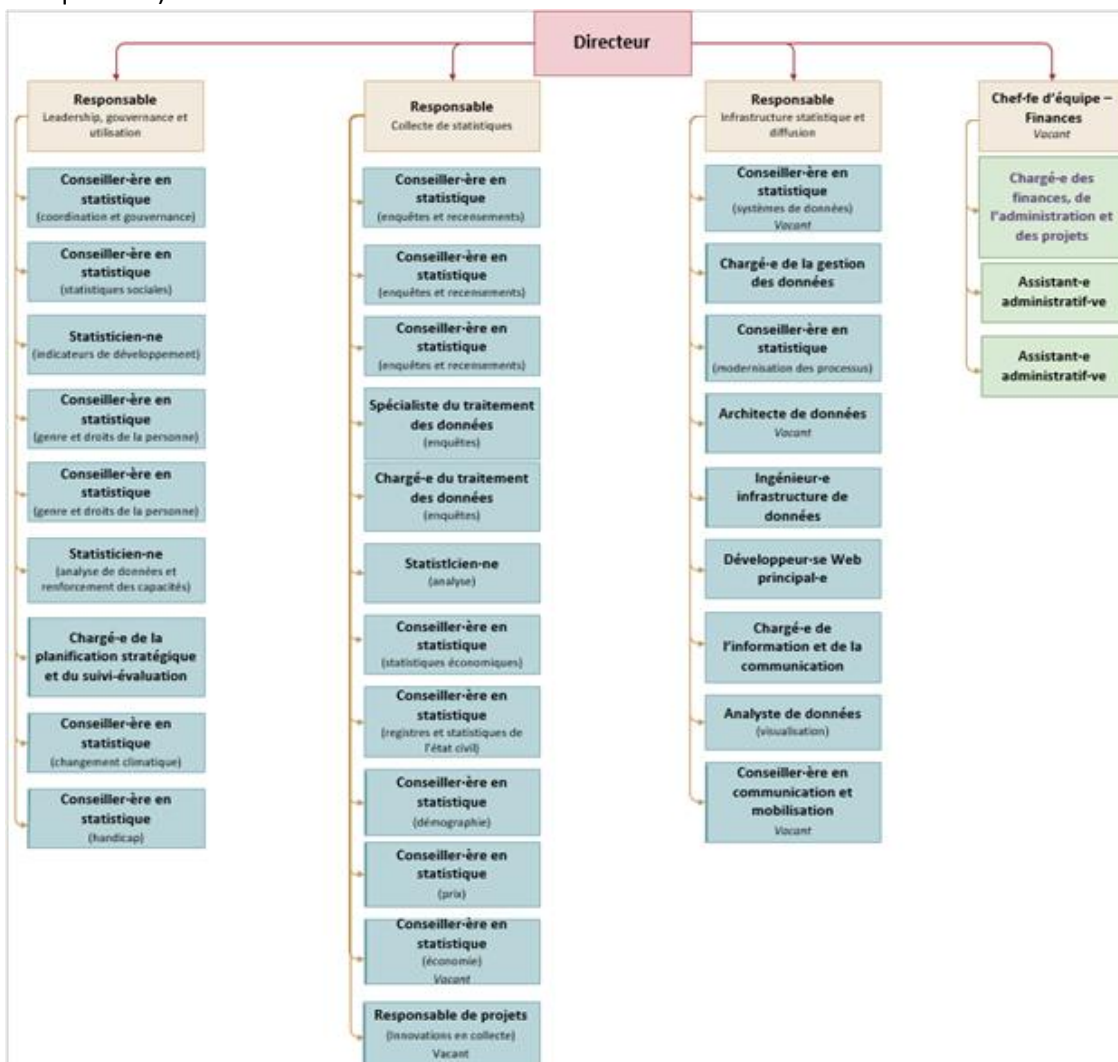 Directeur
Responsable
Leadership, gouvernance et
utilisation
Conseiller·ère en
statistique
(coordination et gouvernance)
Conseiller·ère en
statistique
(statistiques sociales)
Statisticien·ne
(indicateurs de développement)
Conseiller·ère en
statistique
(genre et droits de la personne)
Conseiller·ère en
statistique
(genre et droits de la personne)
Statisticien·ne
(analyse de données et
renforcement des capacités)
Chargé·e de la
planification stratégique
et du suivi-évaluation
Conseiller·ère en
statistique
(changement climatique)
Conseiller·ère en
statistique
(handicap)
Responsable
Collecte de statistiques
Conseiller·ère en
statistique
(enquêtes et recensements)
Conseiller·ère en
statistique
(enquêtes et recensements)
Conseiller·ère en
statistique
(enquêtes et recensements)
Spécialiste du traitement
des données
(enquêtes)
Chargé·e du traitement
des données
(enquêtes)
Statisticien·ne
(analyse)
Conseiller·ère en
statistique
(statistiques économiques)
Conseiller·ère en
statistique
(registres et statistiques de
l'état civil)
Conseiller·ère en
statistique
(démographie)
Conseiller·ère en
statistique
(prix)
Conseiller·ère en
statistique
(économie)
Vacant
Responsable de projets
(Innovations en collecte)
Vacant
Responsable
Infrastructure statistique et
diffusion
Conseiller·ère en
statistique
(systèmes de données)
Vacant
Chargé·e de la gestion
des données
Conseiller·ère en
statistique
(modernisation des processus)
Architecte de données
Vacant
Ingénieur·e
infrastructure de
données
Développeur·se Web
principal·e
Chargé·e de
l'information et de la
communication
Analyste de données
(visualisation)
Conseiller·ère en
communication et
mobilisation
Vacant
Chef·fe d'équipe –
Finances
Vacant
Chargé·e des
finances, de
l'administration et
des projets
Assistant·e
administratif·ve
Assistant·e
administratif·ve